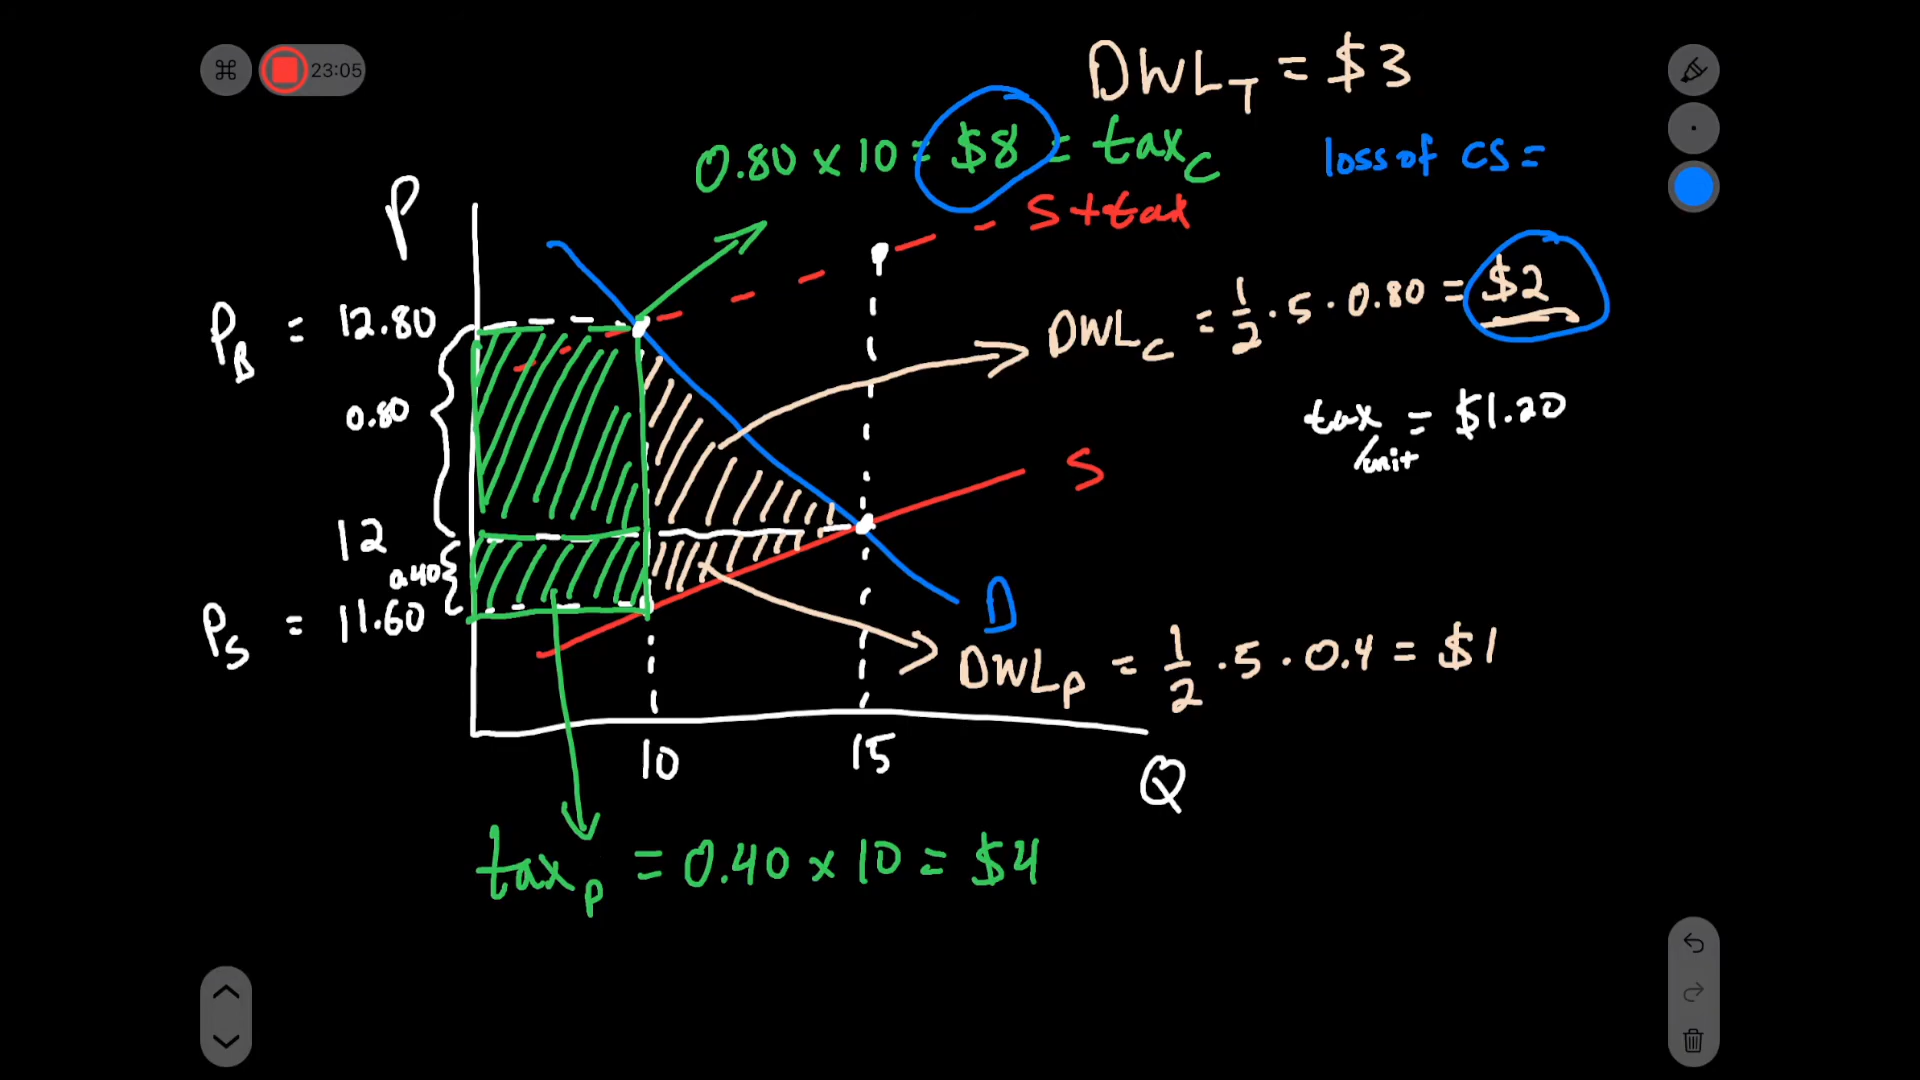 ⌘ 23:05
DWL_T = $3
0.80 x 10 = $8 = tax_C
loss of CS =
P
S + tax
DWL_C = 1/2 · 5 · 0.80 = $2
P_B = 12.80
0.80
tax/unit = $1.20
S
12
0.40
P_S = 11.60
D
DWL_P = 1/2 · 5 · 0.4 = $1
10
15
Q
tax_P = 0.40 x 10 = $4